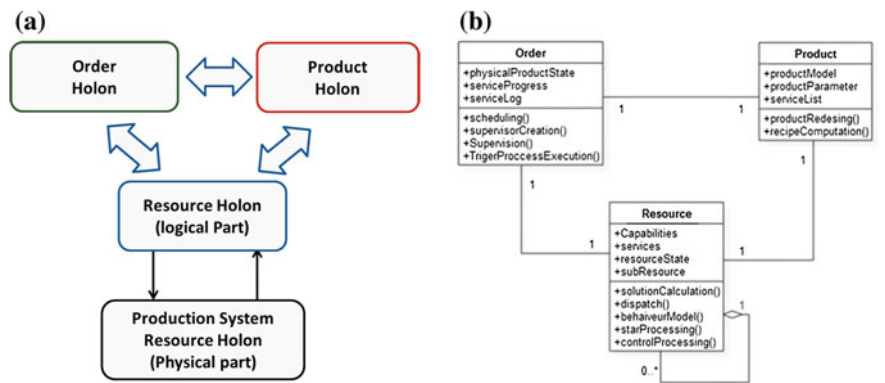 (a)
Order
Holon
Product
Holon
Resource Holon
(logical Part)
Production System
Resource Holon
(Physical part)
(b)
Order
+physicalProductState
+serviceProgress
+serviceLog
+scheduling()
+supervisorCreation()
+Supervision()
+TrigerProccessExecution()
Product
+productModel
+productParameter
+serviceList
+productRedesing()
+recipeComputation()
1
1
1
1
1
1
Resource
+Capabilities
+services
+resourceState
+subResource
+solutionCalculation()
+dispatch()
+behaiveurModel()
+starProcessing()
+controlProcessing()
1
0..*